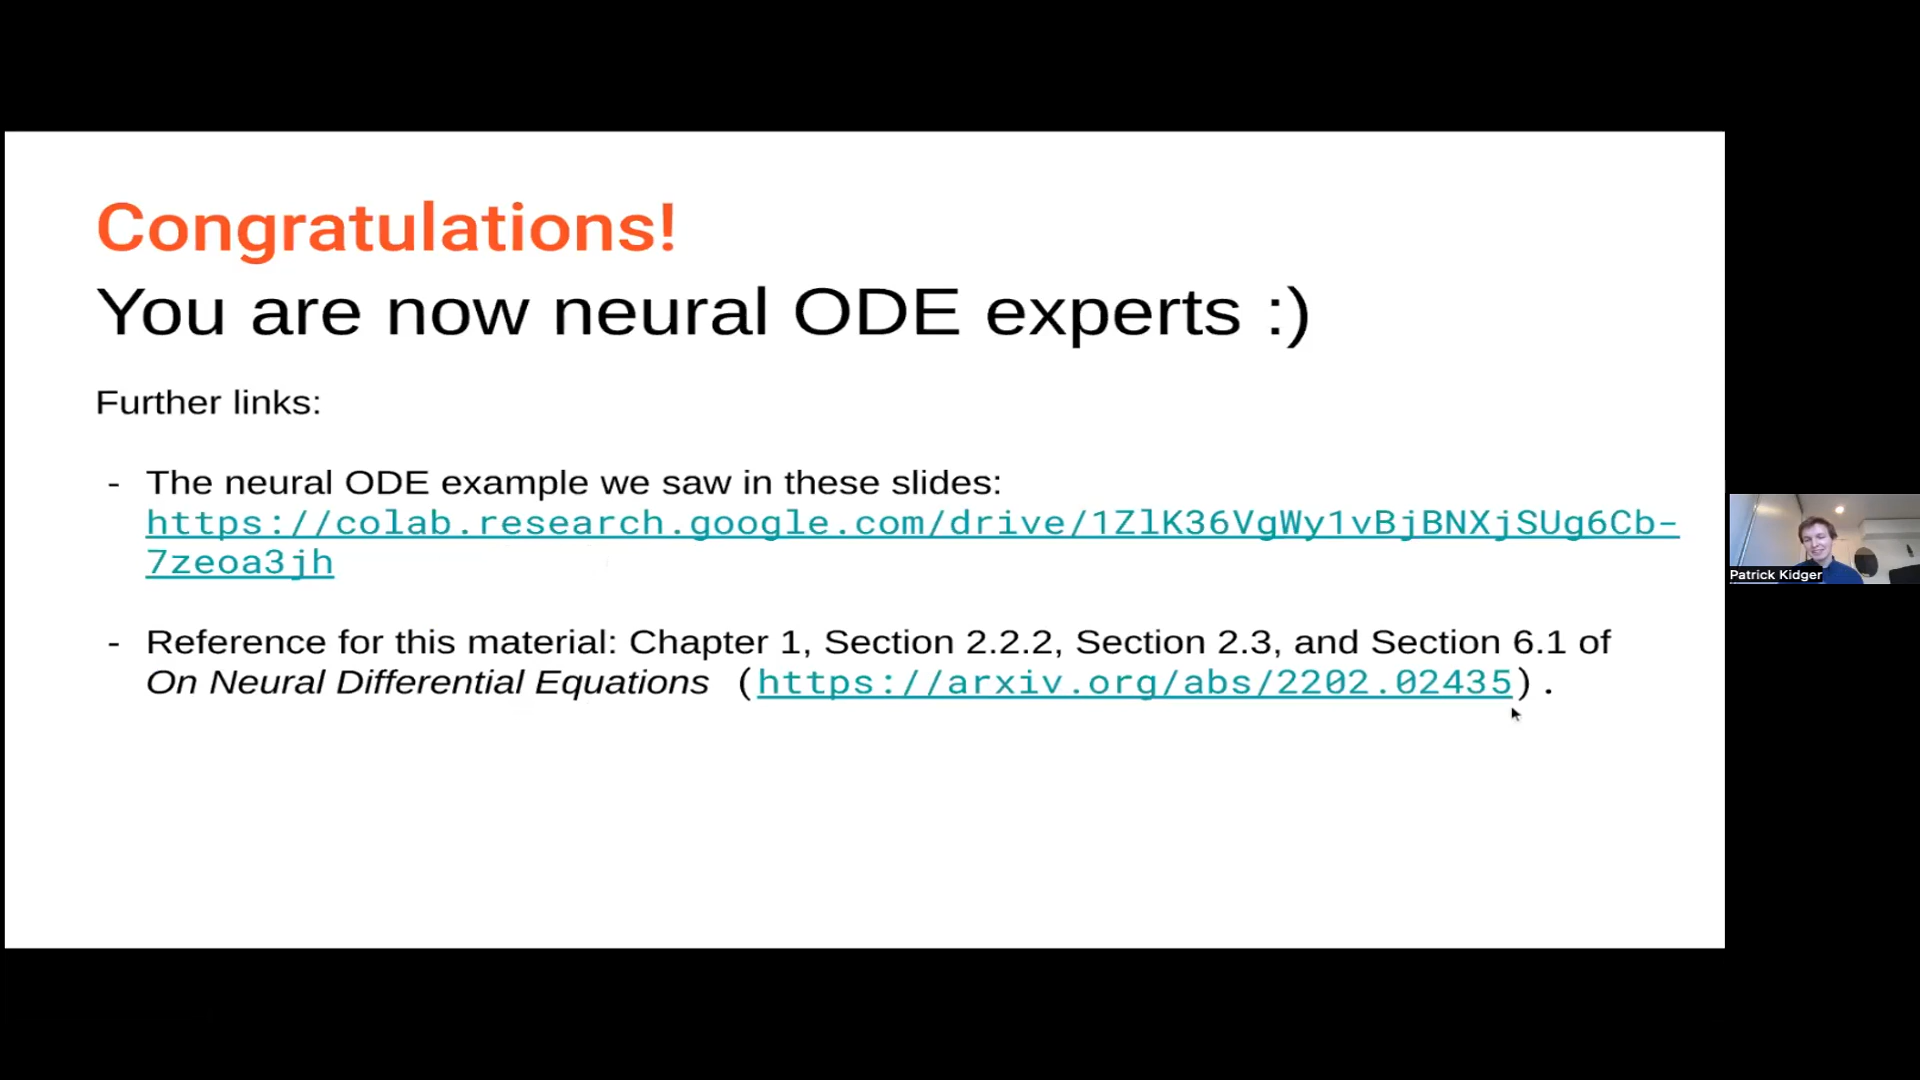 Congratulations!
You are now neural ODE experts :)
Further links:
- The neural ODE example we saw in these slides:
https://colab.research.google.com/drive/1ZlK36VgWy1vBjBNXjSUg6Cb-
7zeoa3jh
- Reference for this material: Chapter 1, Section 2.2.2, Section 2.3, and Section 6.1 of
On Neural Differential Equations (https://arxiv.org/abs/2202.02435).
Patrick Kidger